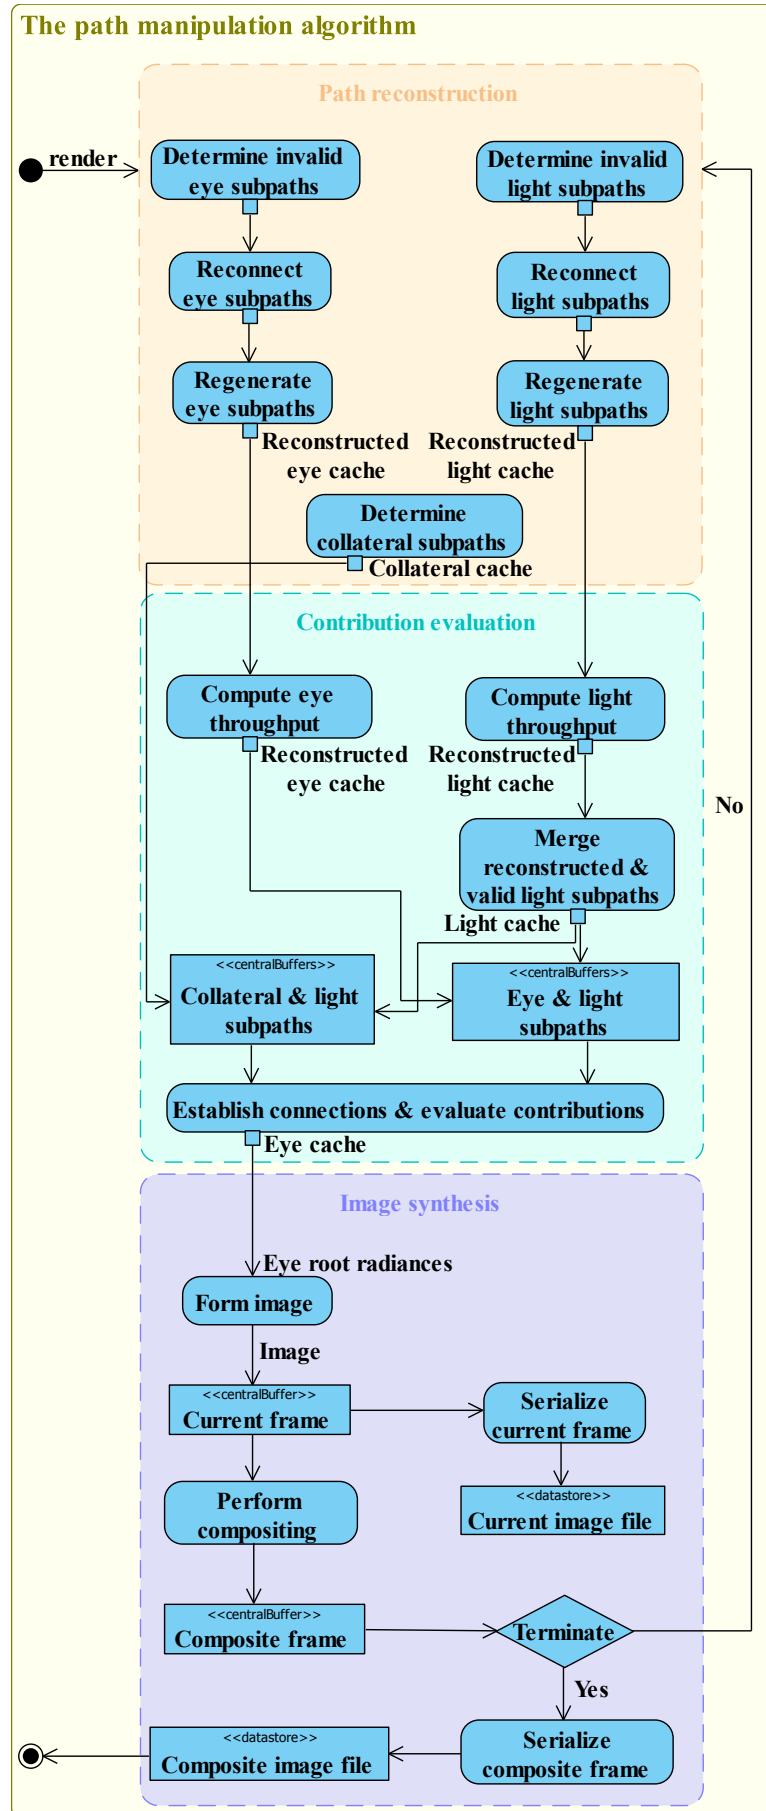 The path manipulation algorithm
Path reconstruction
render
Determine invalid
eye subpaths
Determine invalid
light subpaths
Reconnect
eye subpaths
Reconnect
light subpaths
Regenerate
eye subpaths
Regenerate
light subpaths
Reconstructed
eye cache
Reconstructed
light cache
Determine
collateral subpaths
Collateral cache
Contribution evaluation
Compute eye
throughput
Compute light
throughput
Reconstructed
eye cache
Reconstructed
light cache
No
Merge
reconstructed &
valid light subpaths
Light cache
<<centralBuffers>>
Collateral & light
subpaths
<<centralBuffers>>
Eye & light
subpaths
Establish connections & evaluate contributions
Eye cache
Image synthesis
Eye root radiances
Form image
Image
<<centralBuffer>>
Current frame
Serialize
current frame
Perform
compositing
<<datastore>>
Current image file
<<centralBuffer>>
Composite frame
Terminate
Yes
<<datastore>>
Composite image file
Serialize
composite frame